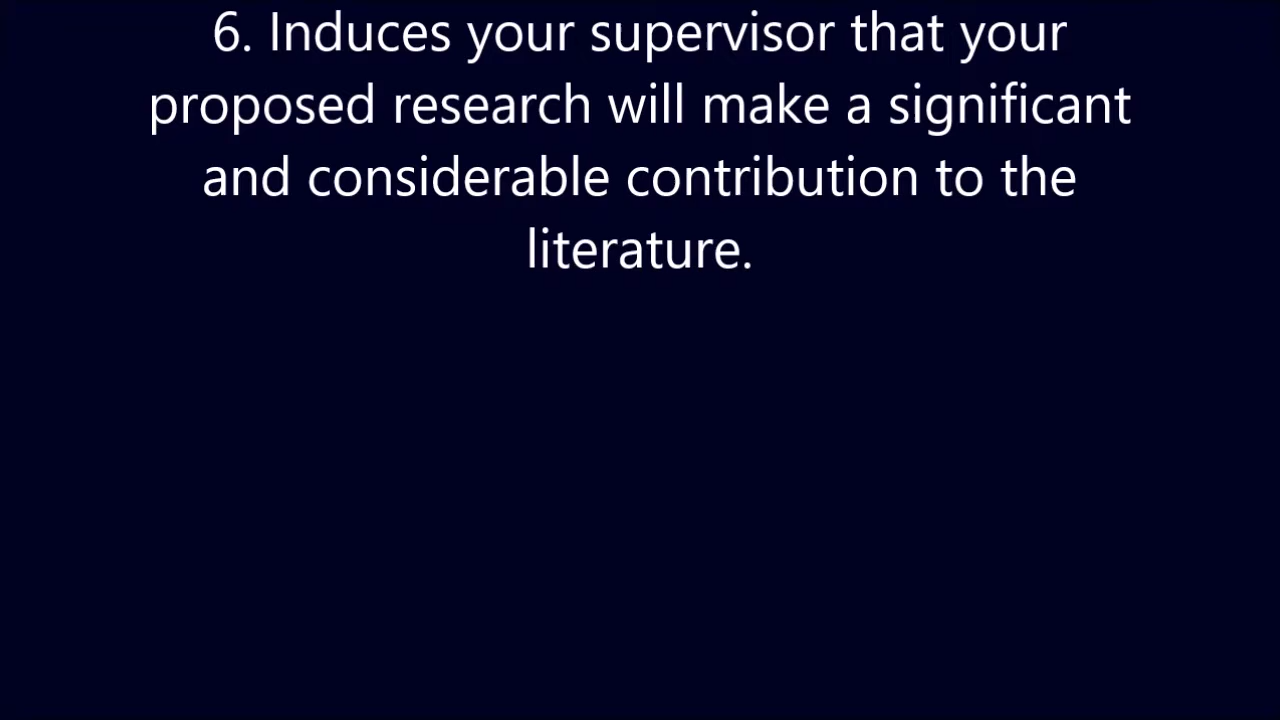 6. Induces your supervisor that your
proposed research will make a significant
and considerable contribution to the
literature.